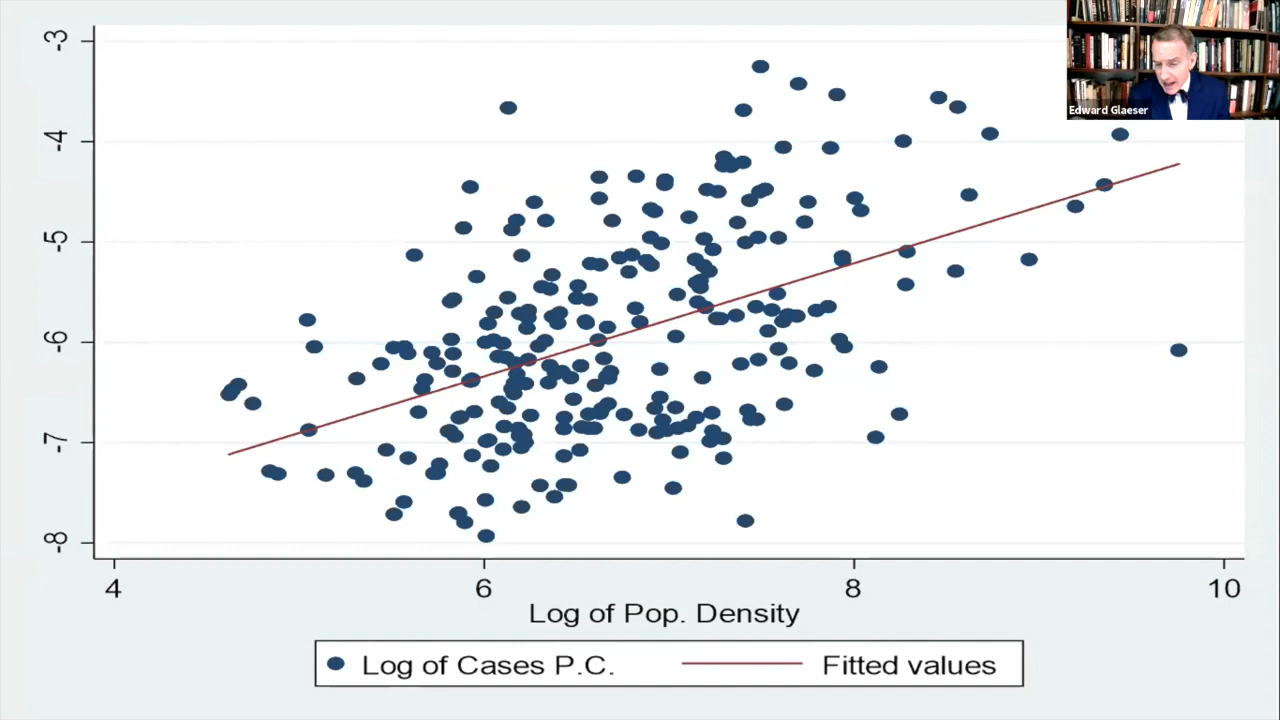 Edward Glaeser
-3
-4
-5
-6
-7
-8
4 6 8 10
Log of Pop. Density
Log of Cases P.C. Fitted values